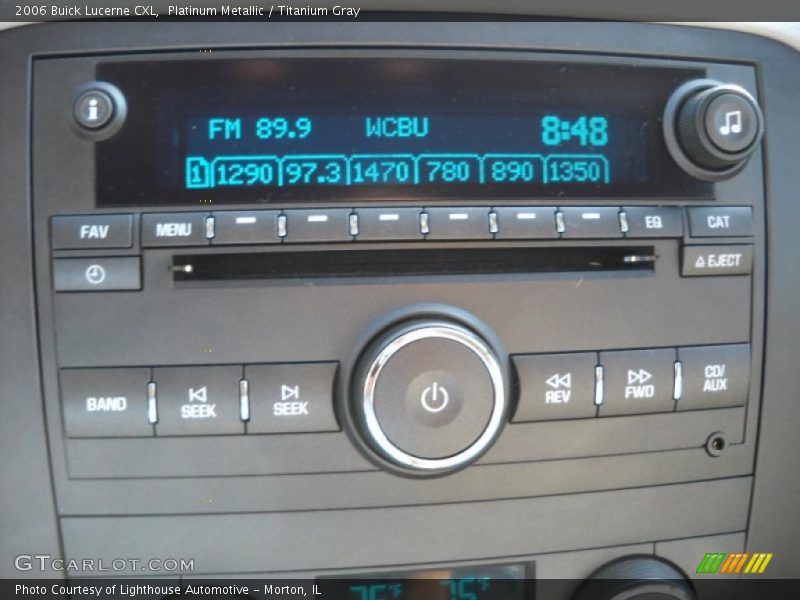 2006 Buick Lucerne CXL, Platinum Metallic / Titanium Gray
FM 89.9 WCBU 8:48
1 1290 97.3 1470 780 890 1350
FAV MENU EQ CAT
EJECT
BAND SEEK SEEK REV FWD CD/
AUX
75°F 75°F
GTCARLOT.COM
Photo Courtesy of Lighthouse Automotive - Morton, IL